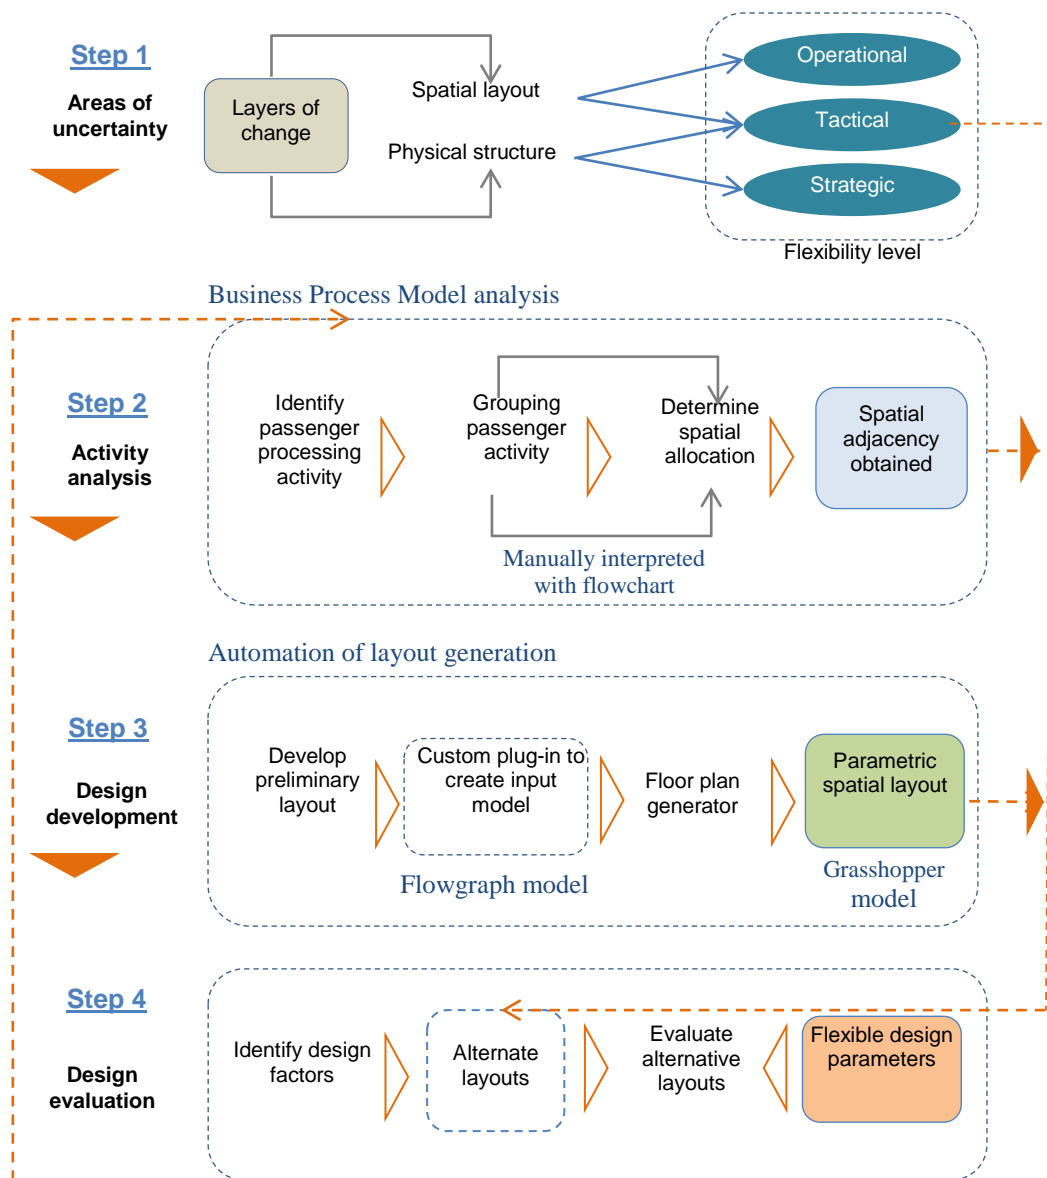 Step 1
Areas of
uncertainty
Layers of
change
Spatial layout
Physical structure
Operational
Tactical
Strategic
Flexibility level
Business Process Model analysis
Step 2
Activity
analysis
Identify
passenger
processing
activity
Grouping
passenger
activity
Determine
spatial
allocation
Spatial
adjacency
obtained
Manually interpreted
with flowchart
Automation of layout generation
Step 3
Design
development
Develop
preliminary
layout
Custom plug-in to
create input
model
Floor plan
generator
Parametric
spatial layout
Flowgraph model
Grasshopper
model
Step 4
Design
evaluation
Identify design
factors
Alternate
layouts
Evaluate
alternative
layouts
Flexible design
parameters